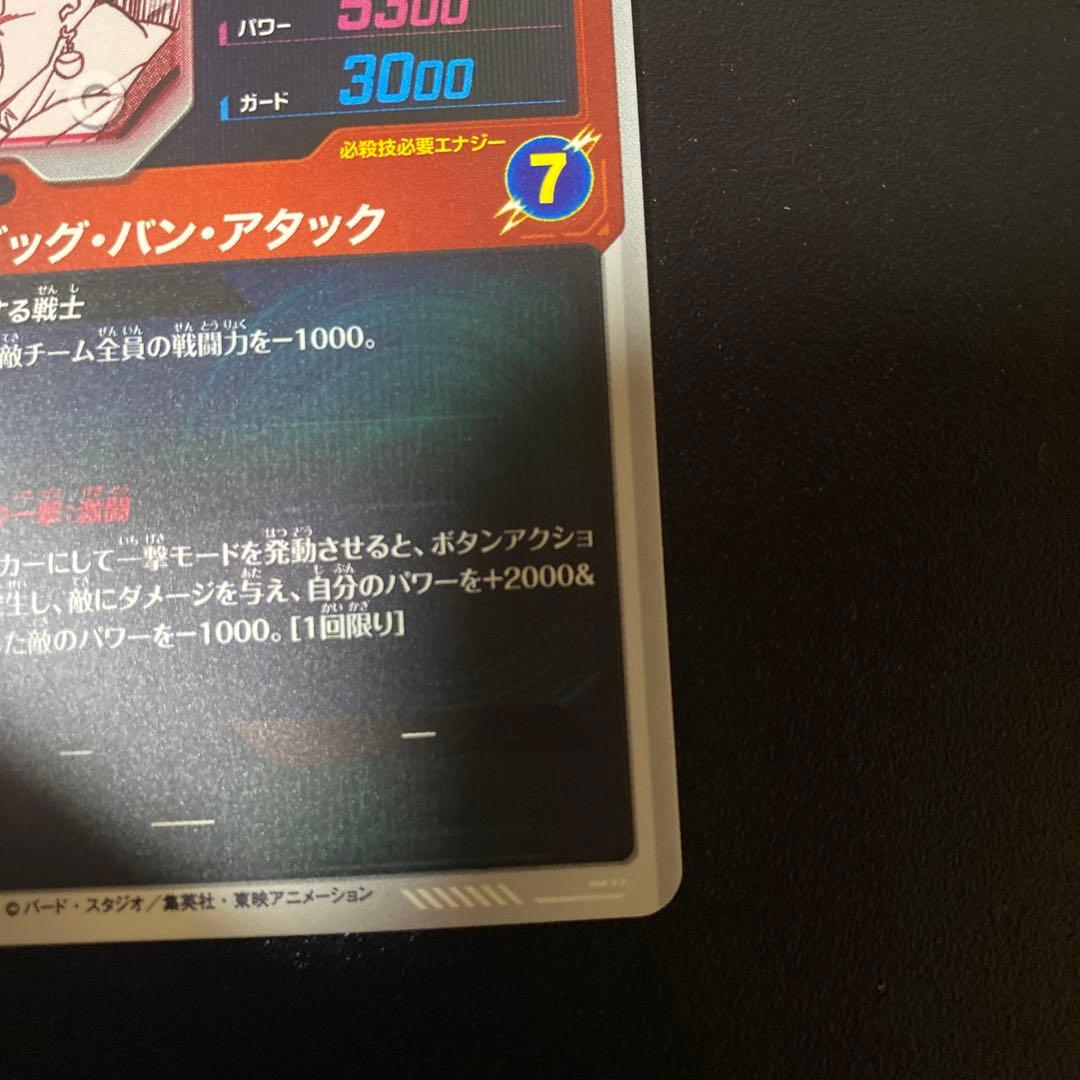 パワー 5300
ガード 3000
必殺技必要エナジー
7
ビッグ・バン・アタック
する戦士
敵チーム全員の戦闘力を−1000。
一撃:激闘
カーにして一撃モードを発動させると、ボタンアクショ
生し、敵にダメージを与え、自分のパワーを+2000&
た敵のパワーを−1000。[1回限り]
©バード・スタジオ／集英社・東映アニメーション